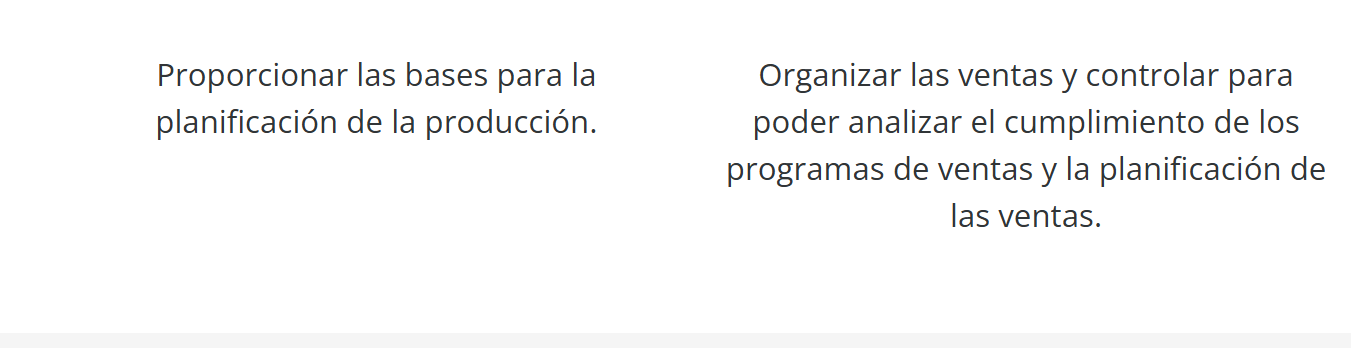 Proporcionar las bases para la
planificación de la producción.
Organizar las ventas y controlar para
poder analizar el cumplimiento de los
programas de ventas y la planificación de
las ventas.